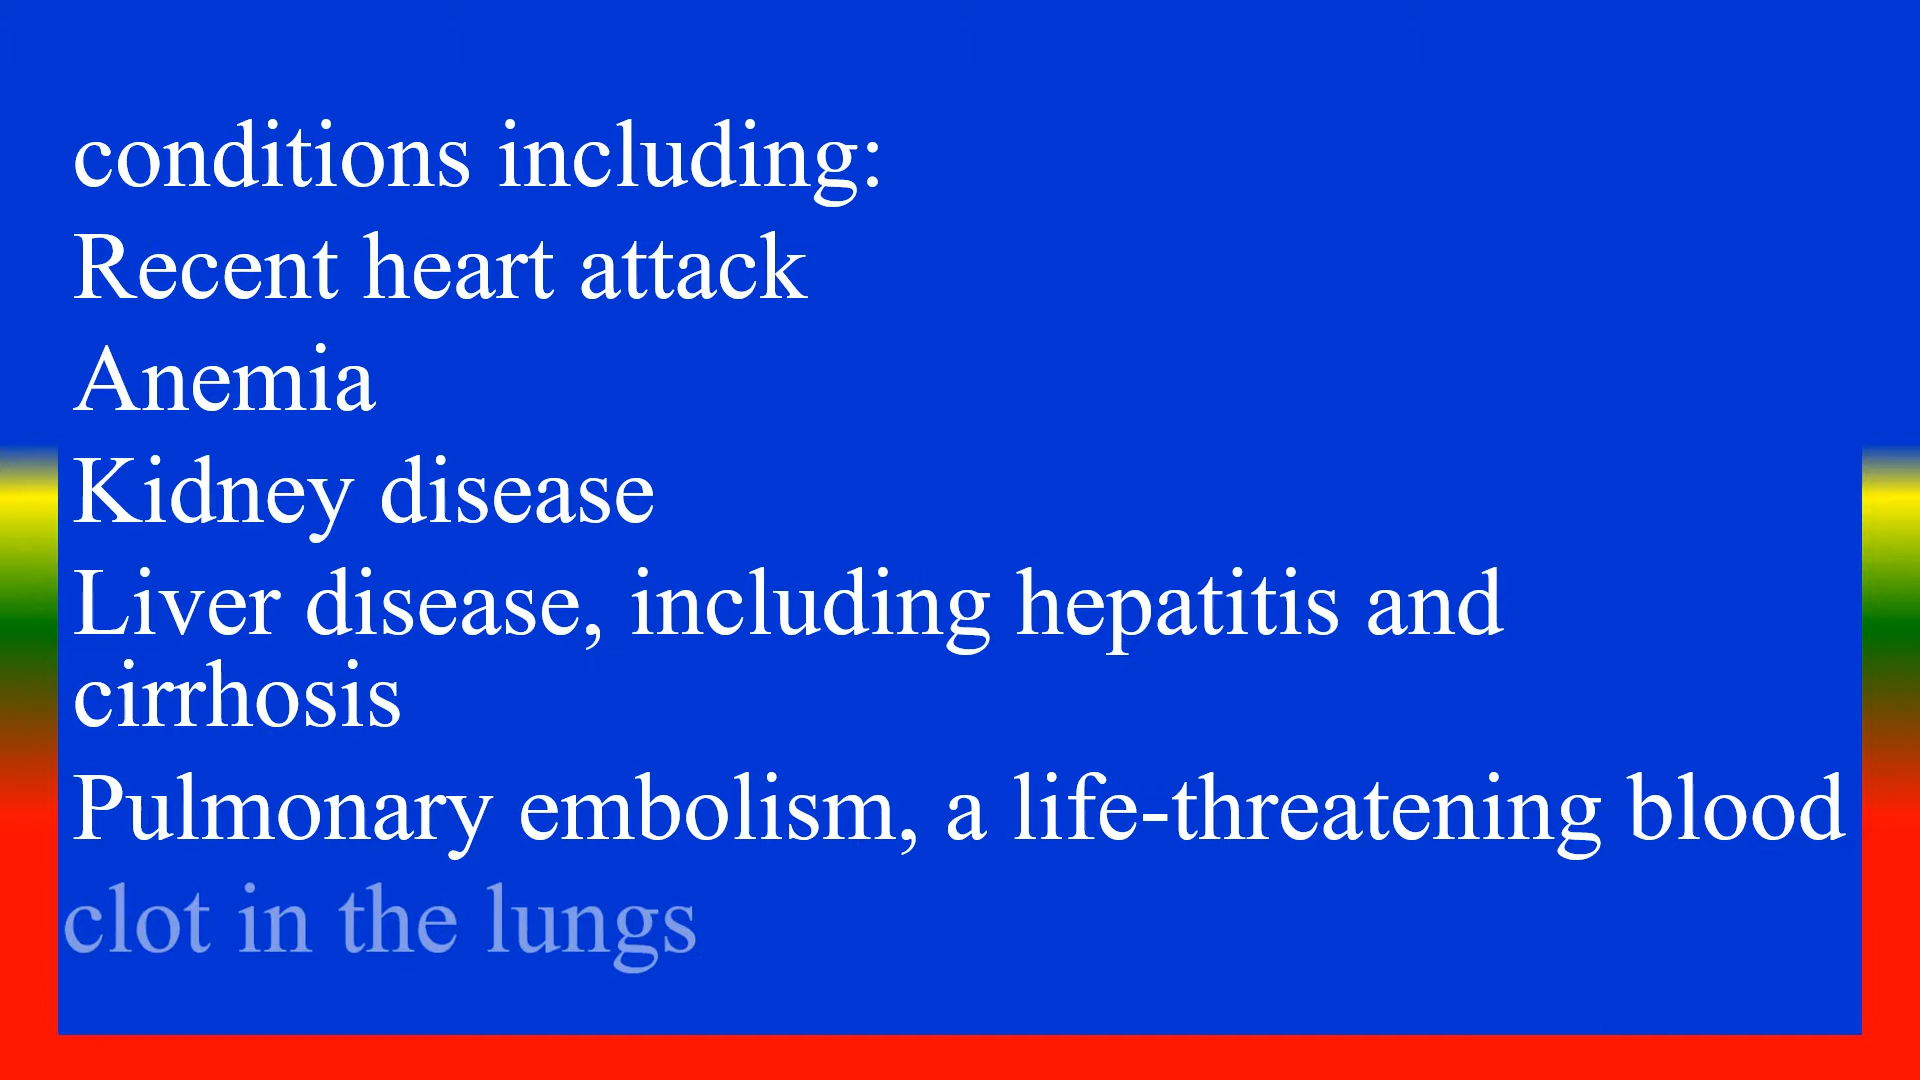 conditions including:
Recent heart attack
Anemia
Kidney disease
Liver disease, including hepatitis and
cirrhosis
Pulmonary embolism, a life-threatening blood
clot in the lungs